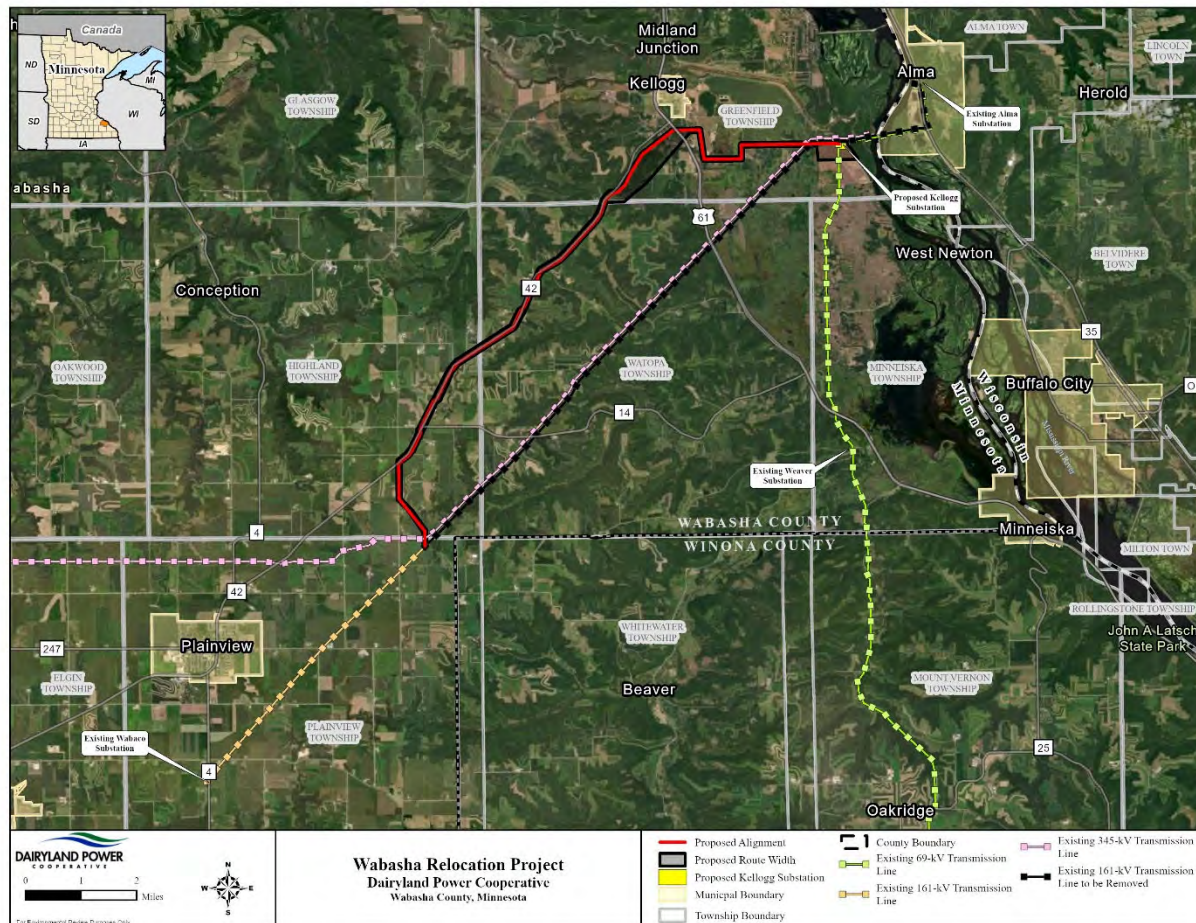 Canada
ND
Minnesota
MI
SD
WI
IA
Midland
Junction
Kellogg
GLASGOW
TOWNSHIP
GREENFIELD
TOWNSHIP
Alma
ALMA TOWN
LINCOLN
TOWN
Herold
Existing Alma
Substation
abasha
Proposed Kellogg
Substation
61
West Newton
BELVIDERE
TOWN
Conception
42
35
OAKWOOD
TOWNSHIP
HIGHLAND
TOWNSHIP
WATOPA
TOWNSHIP
MINNEISKA
TOWNSHIP
Buffalo City
O
14
Wisconsin
Minnesota
Existing Weaver
Substation
4
WABASHA COUNTY
WINONA COUNTY
Minneiska
MILTON TOWN
42
Plainview
247
ELGIN
TOWNSHIP
WHITEWATER
TOWNSHIP
ROLLINGSTONE TOWNSHIP
John A Latsch
State Park
Beaver
MOUNT VERNON
TOWNSHIP
PLAINVIEW
TOWNSHIP
Existing Wabaco
Substation
4
25
Oakridge
DAIRYLAND POWER
COOPERATIVE
0 1 2
Miles
For Environmental Review Purposes Only
N
W E
S
Wabasha Relocation Project
Dairyland Power Cooperative
Wabasha County, Minnesota
Proposed Alignment
Proposed Route Width
Proposed Kellogg Substation
Municpal Boundary
Township Boundary
County Boundary
Existing 69-kV Transmission
Line
Existing 161-kV Transmission
Line
Existing 345-kV Transmission
Line
Existing 161-kV Transmission
Line to be Removed